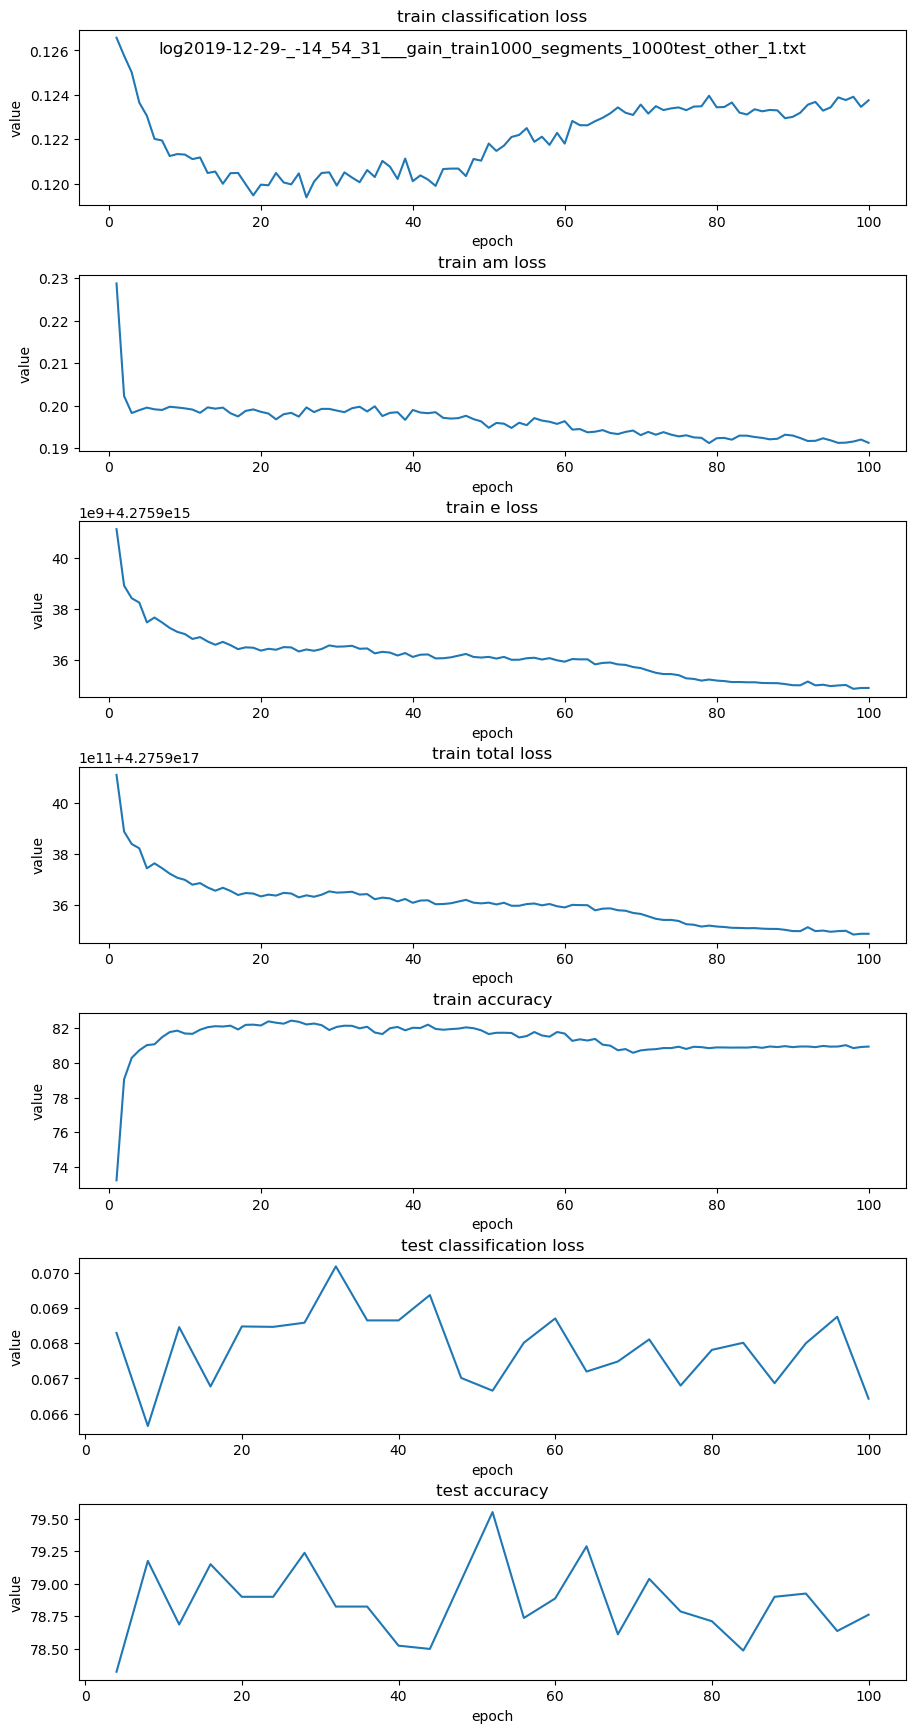 train classification loss
log2019-12-29-_-14_54_31___gain_train1000_segments_1000test_other_1.txt
0.126
0.124
0.122
0.120
value
0 20 40 60 80 100
epoch
train am loss
0.23
0.22
0.21
0.20
0.19
value
0 20 40 60 80 100
epoch
train e loss
1e9+4.2759e15
40
38
36
value
0 20 40 60 80 100
epoch
train total loss
1e11+4.2759e17
40
38
36
value
0 20 40 60 80 100
epoch
train accuracy
82
80
78
76
74
value
0 20 40 60 80 100
epoch
test classification loss
0.070
0.069
0.068
0.067
0.066
value
0 20 40 60 80 100
epoch
test accuracy
79.50
79.25
79.00
78.75
78.50
value
0 20 40 60 80 100
epoch